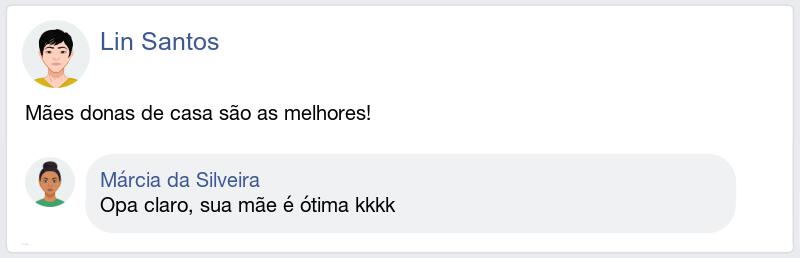 Lin Santos
Mães donas de casa são as melhores!
Márcia da Silveira
Opa claro, sua mãe é ótima kkkk